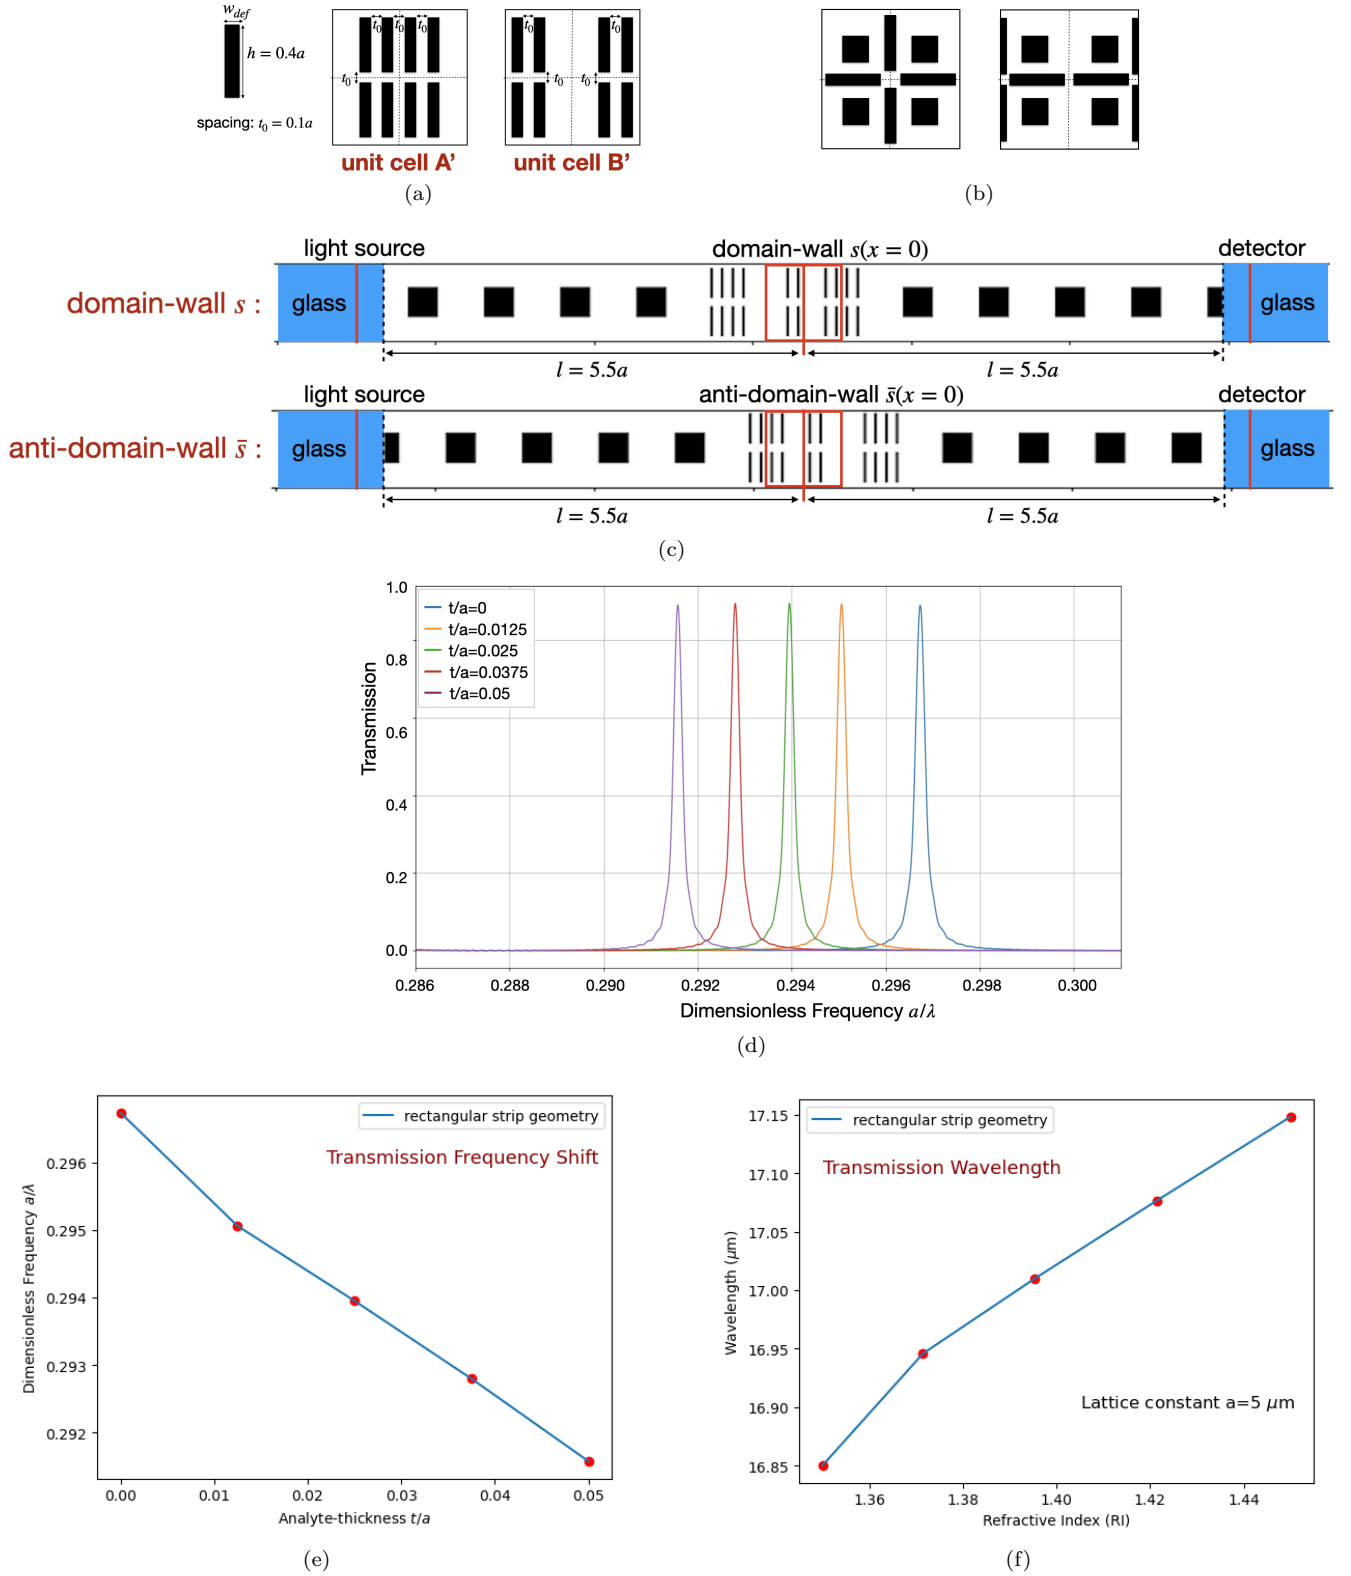 w_def
h = 0.4a
spacing: t₀ = 0.1a
t₀ t₀ t₀
t₀
unit cell A’
t₀ t₀
t₀ t₀
unit cell B’
(a)
(b)
light source
domain-wall s(x = 0)
detector
domain-wall s :
glass
glass
l = 5.5a
l = 5.5a
light source
anti-domain-wall s̄(x = 0)
detector
anti-domain-wall s̄ :
glass
glass
l = 5.5a
l = 5.5a
(c)
1.0
0.8
0.6
0.4
0.2
0.0
Transmission
t/a=0
t/a=0.0125
t/a=0.025
t/a=0.0375
t/a=0.05
0.286 0.288 0.290 0.292 0.294 0.296 0.298 0.300
Dimensionless Frequency a/λ
(d)
rectangular strip geometry
Transmission Frequency Shift
Dimensionless Frequency a/λ
0.296
0.295
0.294
0.293
0.292
0.00 0.01 0.02 0.03 0.04 0.05
Analyte-thickness t/a
(e)
rectangular strip geometry
Transmission Wavelength
Wavelength (μm)
17.15
17.10
17.05
17.00
16.95
16.90
16.85
Lattice constant a=5 μm
1.36 1.38 1.40 1.42 1.44
Refractive Index (RI)
(f)